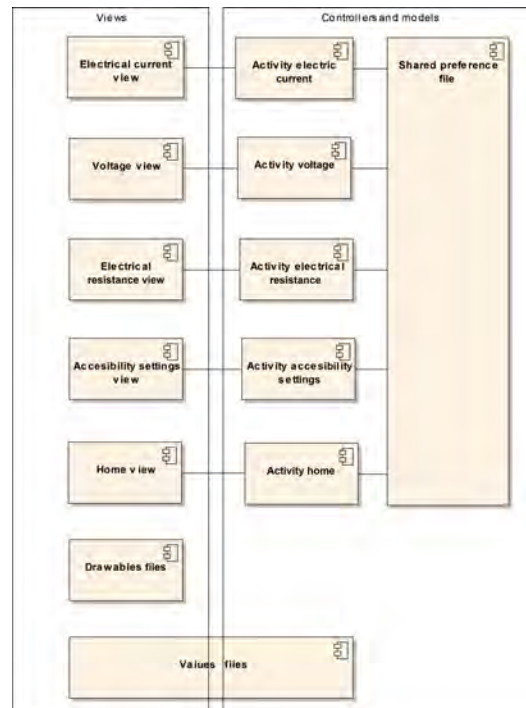 Views
Controllers and models
Electrical current
view
Activity electric
current
Shared preference
file
Voltage view
Activity voltage
Electrical
resistance view
Activity electrical
resistance
Accesibility settings
view
Activity accesibility
settings
Home view
Activity home
Drawables files
Values files